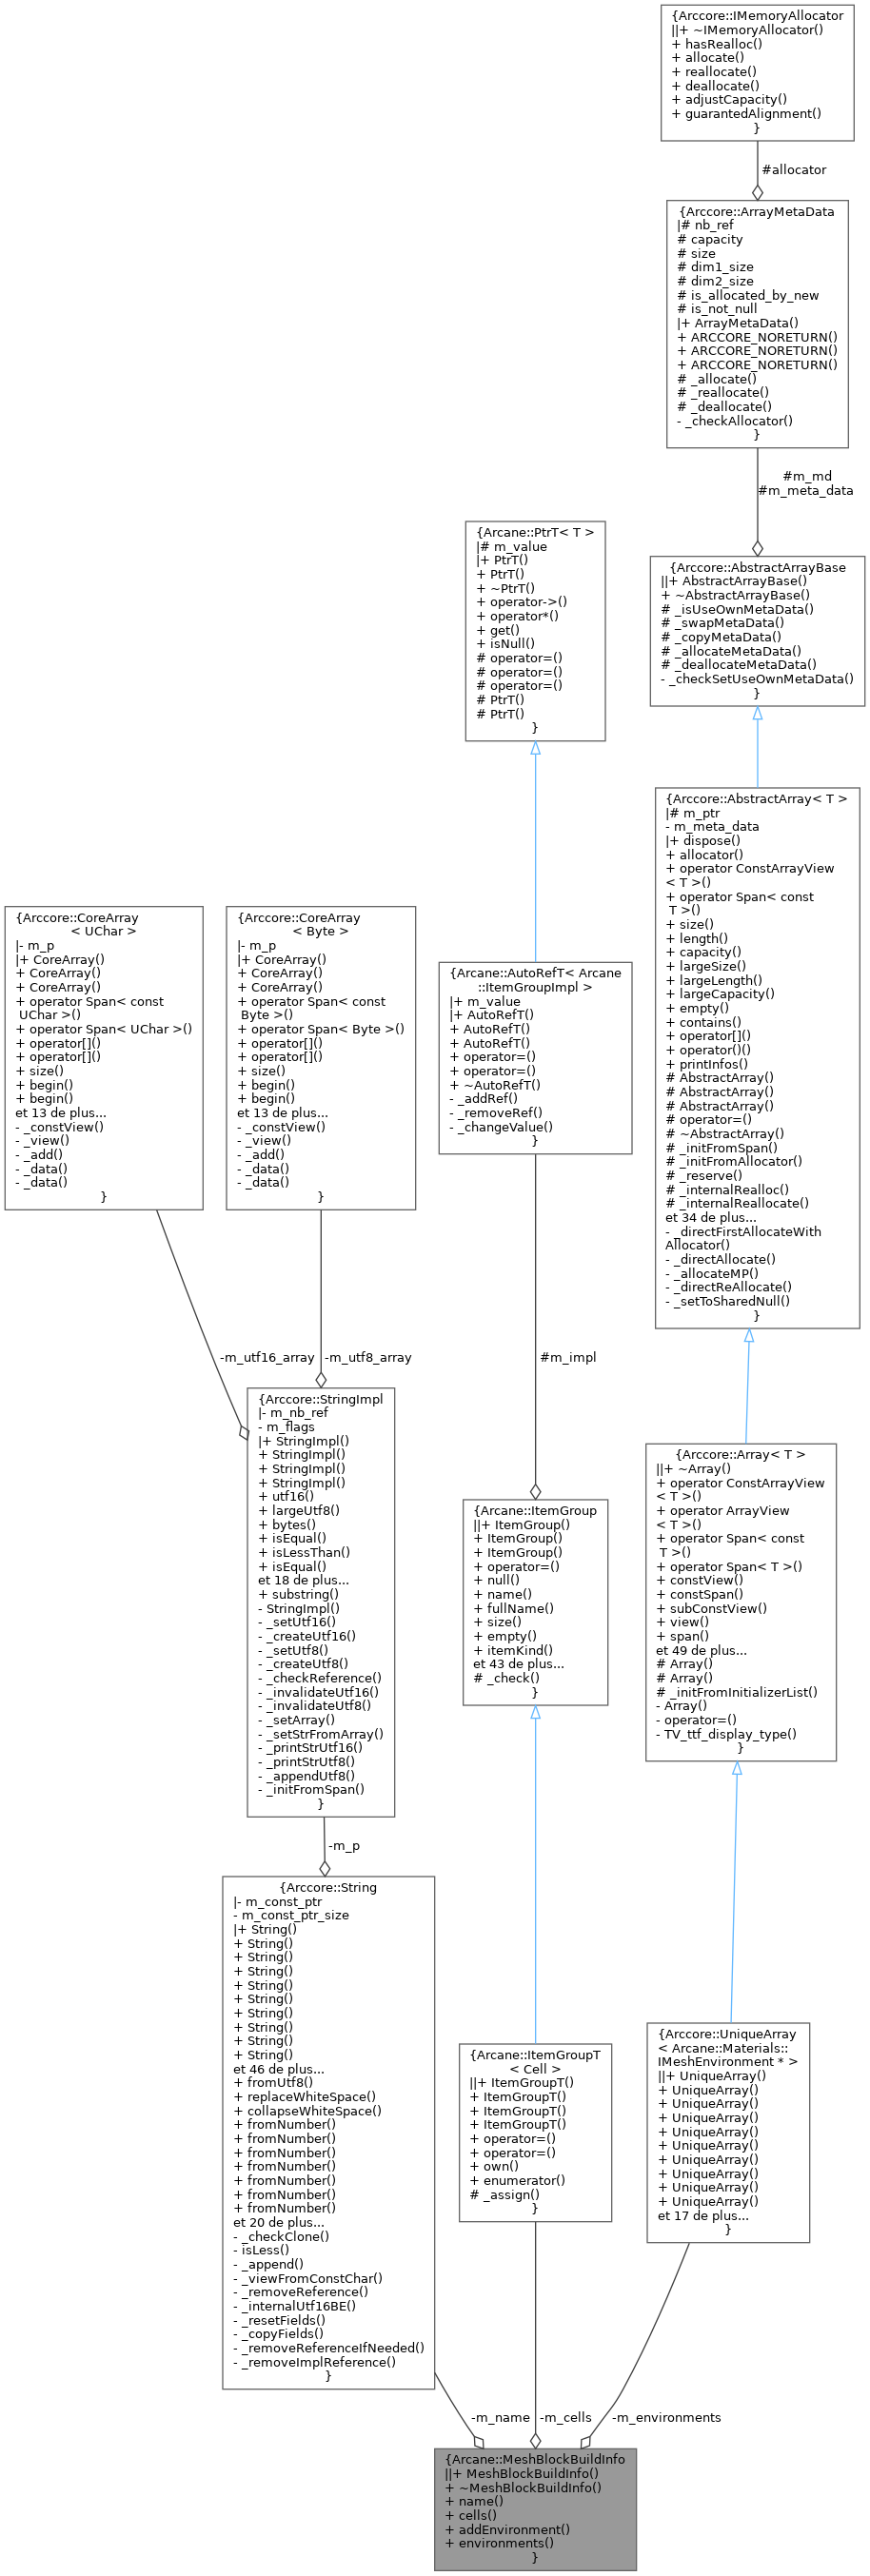 {Arccore::IMemoryAllocator
||+ ~IMemoryAllocator()
+ hasRealloc()
+ allocate()
+ reallocate()
+ deallocate()
+ adjustCapacity()
+ guarantedAlignment()
}
#allocator
{Arccore::ArrayMetaData
|# nb_ref
# capacity
# size
# dim1_size
# dim2_size
# is_allocated_by_new
# is_not_null
|+ ArrayMetaData()
+ ARCCORE_NORETURN()
+ ARCCORE_NORETURN()
+ ARCCORE_NORETURN()
# _allocate()
# _reallocate()
# _deallocate()
- _checkAllocator()
}
#m_md
#m_meta_data
{Arcane::PtrT< T >
|# m_value
|+ PtrT()
+ PtrT()
+ ~PtrT()
+ operator->()
+ operator*()
+ get()
+ isNull()
# operator=()
# operator=()
# operator=()
# PtrT()
# PtrT()
}
{Arccore::AbstractArrayBase
||+ AbstractArrayBase()
+ ~AbstractArrayBase()
# _isUseOwnMetaData()
# _swapMetaData()
# _copyMetaData()
# _allocateMetaData()
# _deallocateMetaData()
- _checkSetUseOwnMetaData()
}
{Arccore::AbstractArray< T >
|# m_ptr
- m_meta_data
|+ dispose()
+ allocator()
+ operator ConstArrayView
< T >()
+ operator Span< const
T >()
+ size()
+ length()
+ capacity()
+ largeSize()
+ largeLength()
+ largeCapacity()
+ empty()
+ contains()
+ operator[]()
+ operator()()
+ printInfos()
# AbstractArray()
# AbstractArray()
# AbstractArray()
# operator=()
# ~AbstractArray()
# _initFromSpan()
# _initFromAllocator()
# _reserve()
# _internalRealloc()
# _internalReallocate()
et 34 de plus...
- _directFirstAllocateWith
Allocator()
- _directAllocate()
- _allocateMP()
- _directReAllocate()
- _setToSharedNull()
}
{Arccore::CoreArray
< UChar >
|- m_p
|+ CoreArray()
+ CoreArray()
+ CoreArray()
+ operator Span< const
UChar >()
+ operator Span< UChar >()
+ operator[]()
+ operator[]()
+ size()
+ begin()
+ begin()
et 13 de plus...
- _constView()
- _view()
- _add()
- _data()
- _data()
}
{Arccore::CoreArray
< Byte >
|- m_p
|+ CoreArray()
+ CoreArray()
+ CoreArray()
+ operator Span< const
Byte >()
+ operator Span< Byte >()
+ operator[]()
+ operator[]()
+ size()
+ begin()
+ begin()
et 13 de plus...
- _constView()
- _view()
- _add()
- _data()
- _data()
}
{Arcane::AutoRefT< Arcane
::ItemGroupImpl >
|+ m_value
|+ AutoRefT()
+ AutoRefT()
+ AutoRefT()
+ operator=()
+ operator=()
+ ~AutoRefT()
- _addRef()
- _removeRef()
- _changeValue()
}
-m_utf16_array
-m_utf8_array
#m_impl
{Arccore::StringImpl
|- m_nb_ref
- m_flags
|+ StringImpl()
+ StringImpl()
+ StringImpl()
+ StringImpl()
+ utf16()
+ largeUtf8()
+ bytes()
+ isEqual()
+ isLessThan()
+ isEqual()
et 18 de plus...
+ substring()
- StringImpl()
- _setUtf16()
- _createUtf16()
- _setUtf8()
- _createUtf8()
- _checkReference()
- _invalidateUtf16()
- _invalidateUtf8()
- _setArray()
- _setStrFromArray()
- _printStrUtf16()
- _printStrUtf8()
- _appendUtf8()
- _initFromSpan()
}
{Arcane::ItemGroup
||+ ItemGroup()
+ ItemGroup()
+ ItemGroup()
+ operator=()
+ null()
+ name()
+ fullName()
+ size()
+ empty()
+ itemKind()
et 43 de plus...
# _check()
}
{Arccore::Array< T >
||+ ~Array()
+ operator ConstArrayView
< T >()
+ operator ArrayView
< T >()
+ operator Span< const
T >()
+ operator Span< T >()
+ constView()
+ constSpan()
+ subConstView()
+ view()
+ span()
et 49 de plus...
# Array()
# Array()
# _initFromInitializerList()
- Array()
- operator=()
- TV_ttf_display_type()
}
-m_p
{Arccore::String
|- m_const_ptr
- m_const_ptr_size
|+ String()
+ String()
+ String()
+ String()
+ String()
+ String()
+ String()
+ String()
+ String()
+ String()
et 46 de plus...
+ fromUtf8()
+ replaceWhiteSpace()
+ collapseWhiteSpace()
+ fromNumber()
+ fromNumber()
+ fromNumber()
+ fromNumber()
+ fromNumber()
+ fromNumber()
+ fromNumber()
et 20 de plus...
- _checkClone()
- isLess()
- _append()
- _viewFromConstChar()
- _removeReference()
- _internalUtf16BE()
- _resetFields()
- _copyFields()
- _removeReferenceIfNeeded()
- _removeImplReference()
}
{Arcane::ItemGroupT
< Cell >
||+ ItemGroupT()
+ ItemGroupT()
+ ItemGroupT()
+ ItemGroupT()
+ operator=()
+ operator=()
+ own()
+ enumerator()
# _assign()
}
{Arccore::UniqueArray
< Arcane::Materials::
IMeshEnvironment * >
||+ UniqueArray()
+ UniqueArray()
+ UniqueArray()
+ UniqueArray()
+ UniqueArray()
+ UniqueArray()
+ UniqueArray()
+ UniqueArray()
+ UniqueArray()
+ UniqueArray()
et 17 de plus...
}
-m_name
-m_cells
-m_environments
{Arcane::MeshBlockBuildInfo
||+ MeshBlockBuildInfo()
+ ~MeshBlockBuildInfo()
+ name()
+ cells()
+ addEnvironment()
+ environments()
}